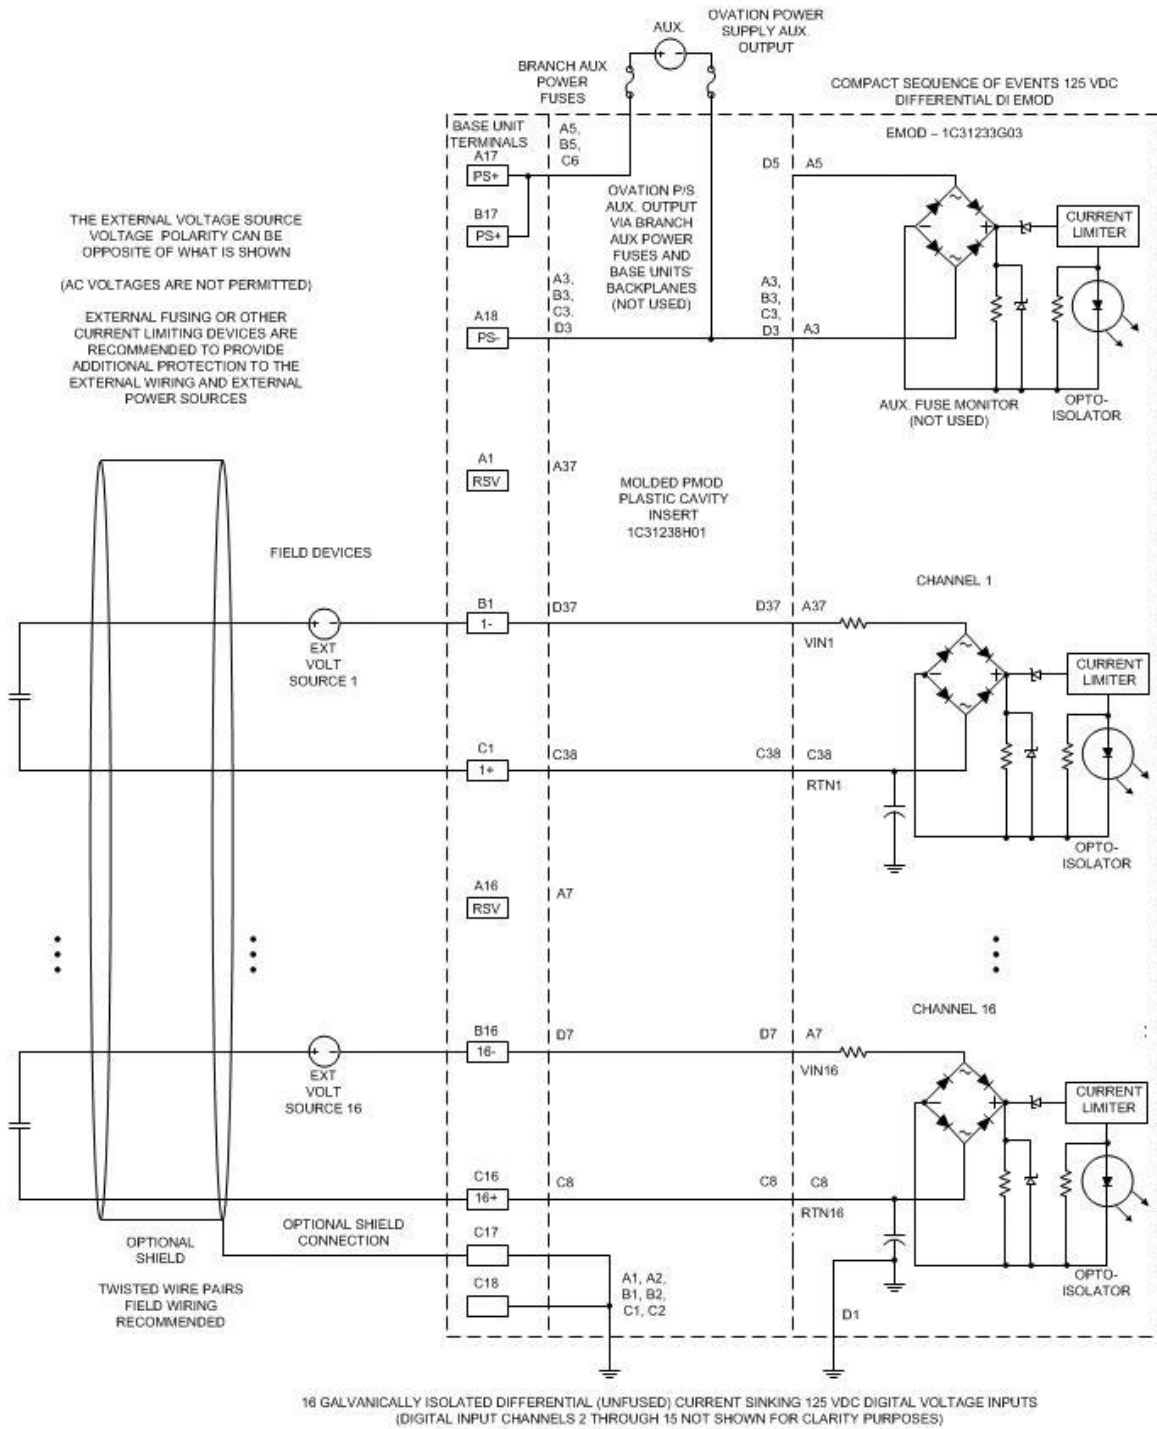 OVATION POWER
SUPPLY AUX.
OUTPUT
AUX.
+ -
BRANCH AUX
POWER
FUSES
COMPACT SEQUENCE OF EVENTS 125 VDC
DIFFERENTIAL DI EMOD
BASE UNIT
TERMINALS
A5,
B5,
C6
EMOD – 1C31233G03
A17
PS+
D5
A5
B17
PS+
OVATION P/S
AUX. OUTPUT
VIA BRANCH
AUX POWER
FUSES AND
BASE UNITS'
BACKPLANES
(NOT USED)
CURRENT
LIMITER
~
- +
~
THE EXTERNAL VOLTAGE SOURCE
VOLTAGE POLARITY CAN BE
OPPOSITE OF WHAT IS SHOWN
(AC VOLTAGES ARE NOT PERMITTED)
EXTERNAL FUSING OR OTHER
CURRENT LIMITING DEVICES ARE
RECOMMENDED TO PROVIDE
ADDITIONAL PROTECTION TO THE
EXTERNAL WIRING AND EXTERNAL
POWER SOURCES
A18
PS-
A3,
B3,
C3,
D3
A3,
B3,
C3,
D3
A3
AUX. FUSE MONITOR
(NOT USED)
OPTO-
ISOLATOR
A1
RSV
A37
MOLDED PMOD
PLASTIC CAVITY
INSERT
1C31238H01
FIELD DEVICES
CHANNEL 1
+ -
EXT
VOLT
SOURCE 1
B1
1-
D37
D37
A37
VIN1
~
- +
~
CURRENT
LIMITER
C1
1+
C38
C38
C38
RTN1
OPTO-
ISOLATOR
A16
RSV
A7
CHANNEL 16
+ -
EXT
VOLT
SOURCE 16
B16
16-
D7
D7
A7
VIN16
~
- +
~
CURRENT
LIMITER
C16
16+
C8
C8
C8
RTN16
OPTIONAL
SHIELD
OPTIONAL SHIELD
CONNECTION
C17
C18
A1, A2,
B1, B2,
C1, C2
D1
OPTO-
ISOLATOR
TWISTED WIRE PAIRS
FIELD WIRING
RECOMMENDED
16 GALVANICALLY ISOLATED DIFFERENTIAL (UNFUSED) CURRENT SINKING 125 VDC DIGITAL VOLTAGE INPUTS
(DIGITAL INPUT CHANNELS 2 THROUGH 15 NOT SHOWN FOR CLARITY PURPOSES)